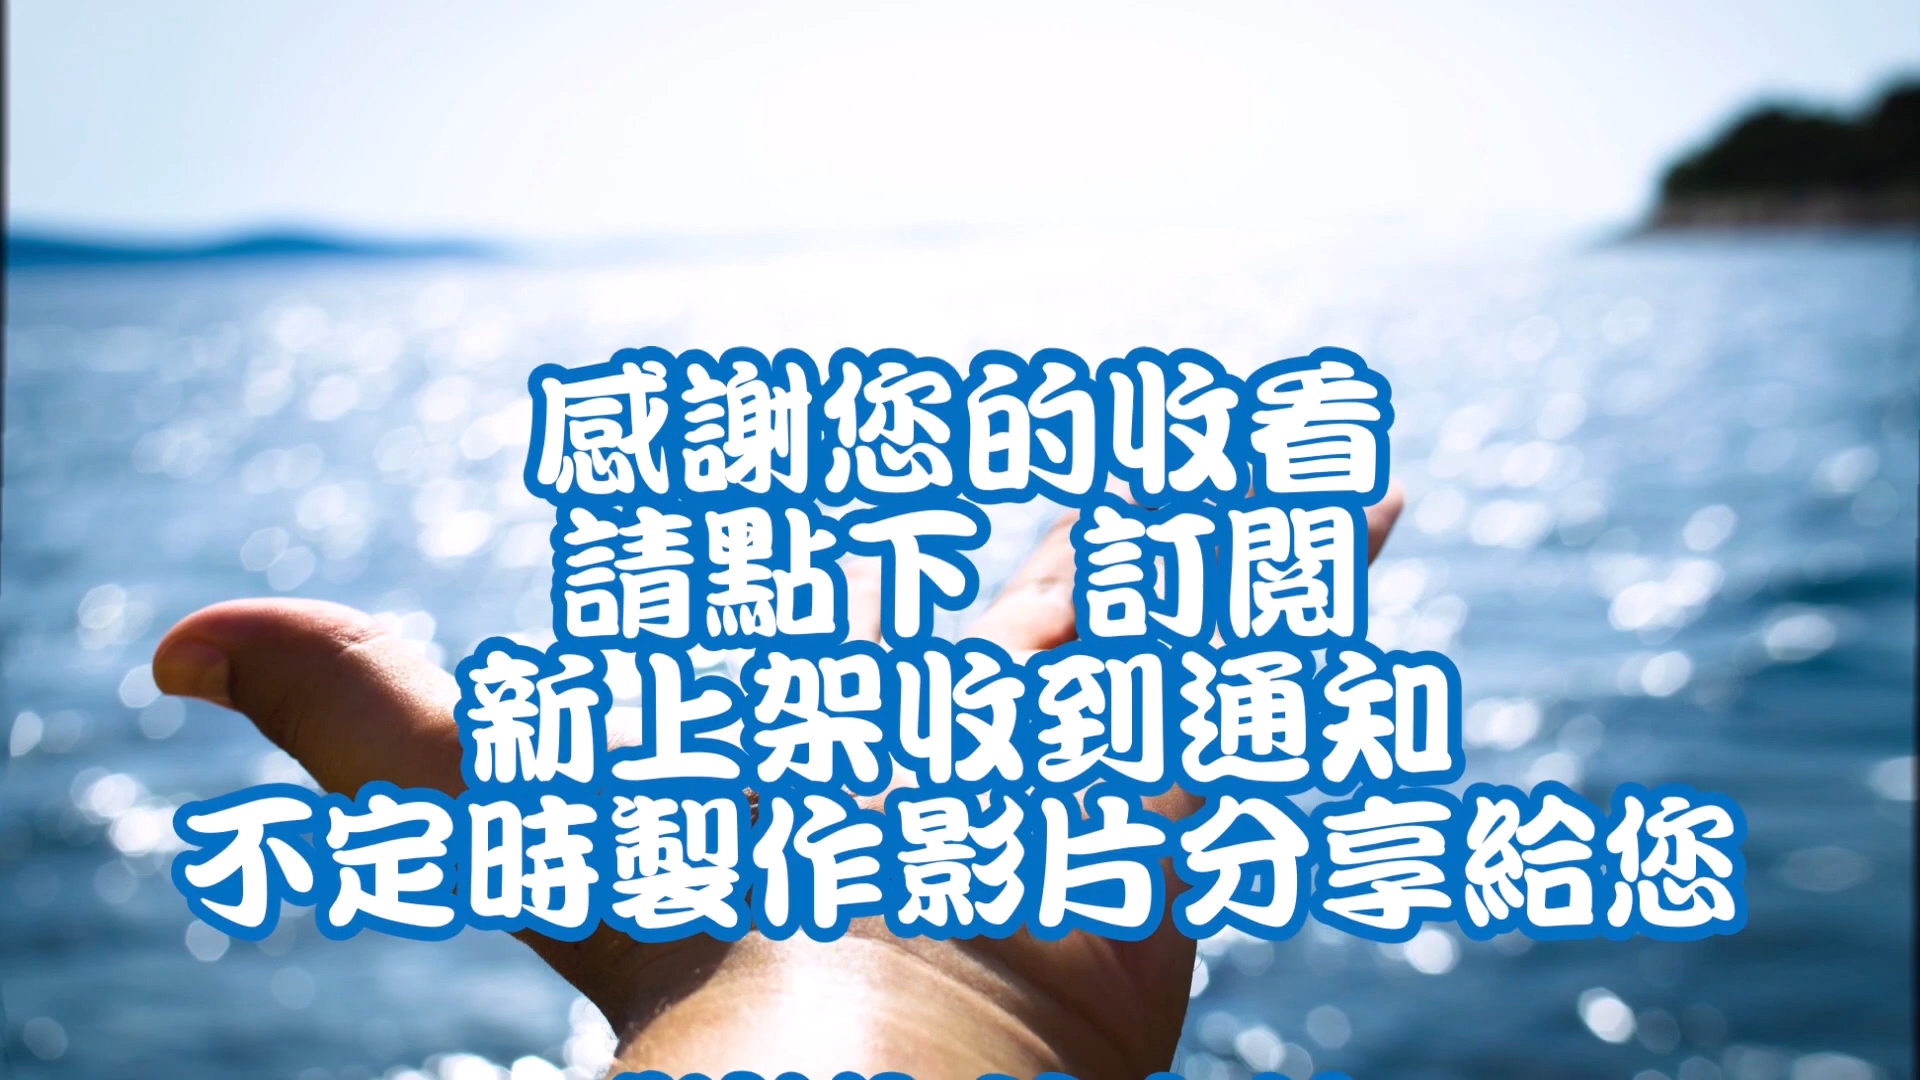 感謝您的收看
請點下 訂閱
新上架收到通知
不定時製作影片分享給您